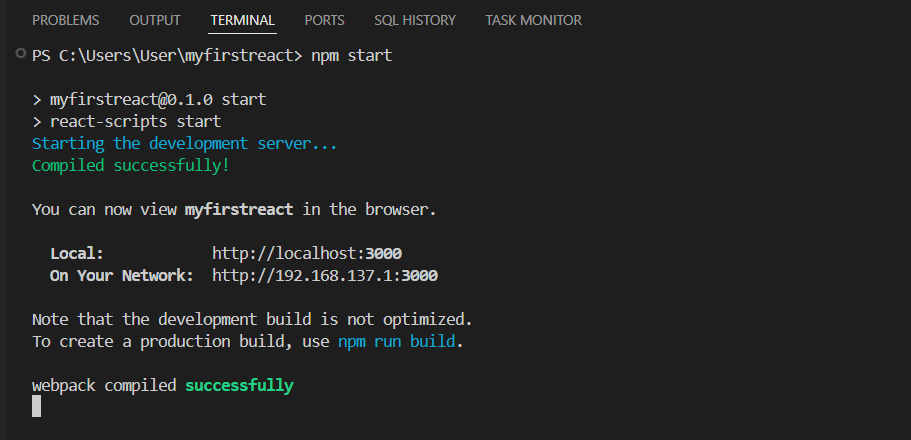 PROBLEMS OUTPUT TERMINAL PORTS SQL HISTORY TASK MONITOR
PS C:\Users\User\myfirstreact> npm start
> myfirstreact@0.1.0 start
> react-scripts start
Starting the development server...
Compiled successfully!
You can now view myfirstreact in the browser.
Local: http://localhost:3000
On Your Network: http://192.168.137.1:3000
Note that the development build is not optimized.
To create a production build, use npm run build.
webpack compiled successfully